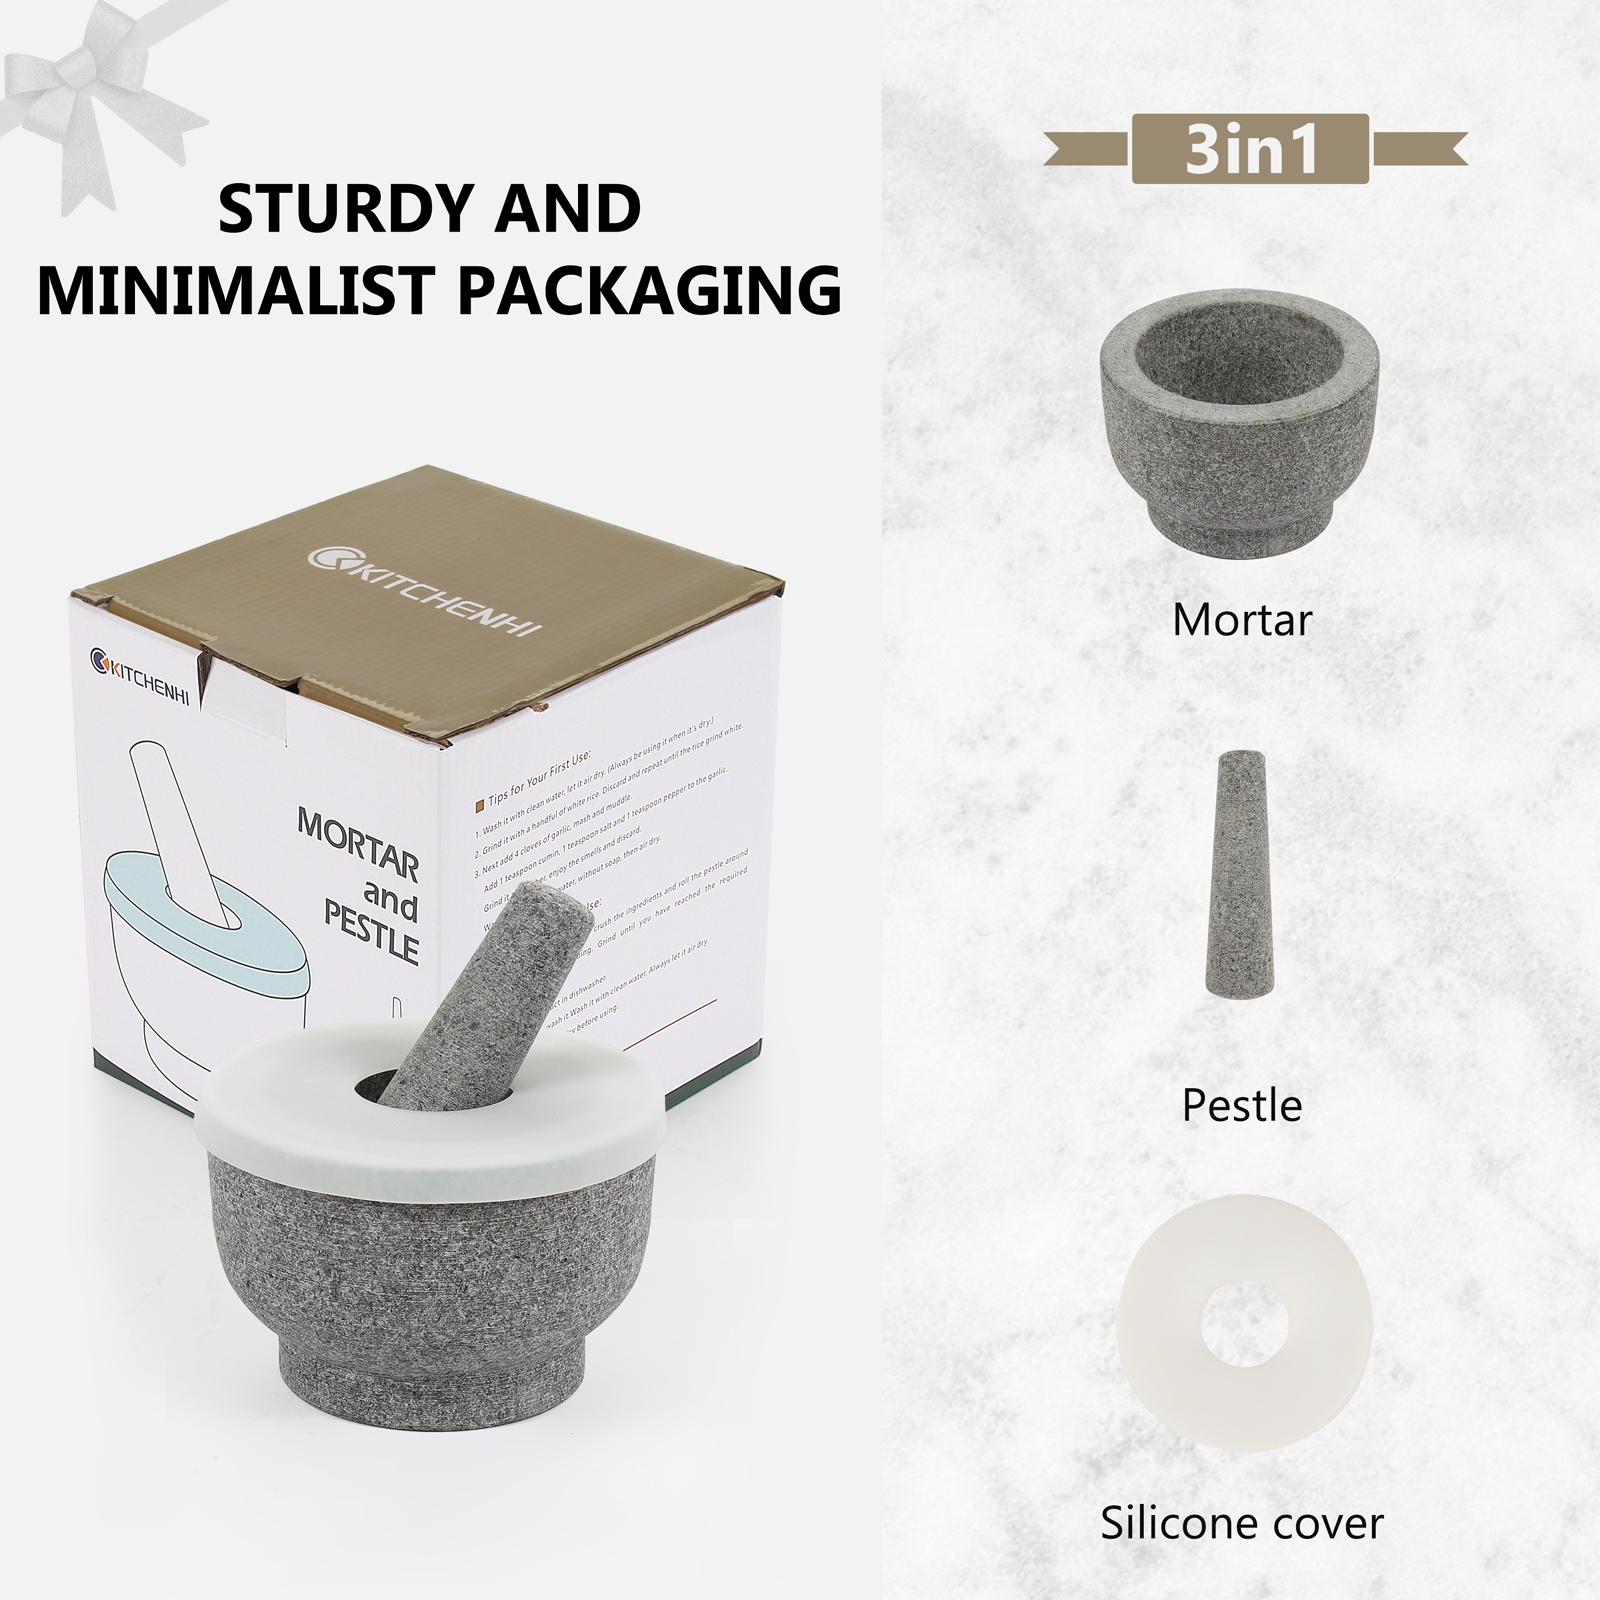 STURDY AND
MINIMALIST PACKAGING
KITCHENHI
KITCHENHI
MORTAR
and
PESTLE
Tips for Your First Use:
1. Wash it with clean water, let it air dry. (Always be using it when it's dry.)
2. Grind it with a handful of white rice. Discard and repeat until the rice grind white.
3. Next add 4 cloves of garlic, mash and muddle.
Add 1 teaspoon cumin, 1 teaspoon salt and 1 teaspoon pepper to the garlic.
Grind it enjoy the smells and discard.
water, without soap, then air dry.
crush the ingredients and roll the pestle around
Grind until you have reached the required
in dishwasher.
wash it. Wash it with clean water. Always let it air dry.
before using.
3in1
Mortar
Pestle
Silicone cover